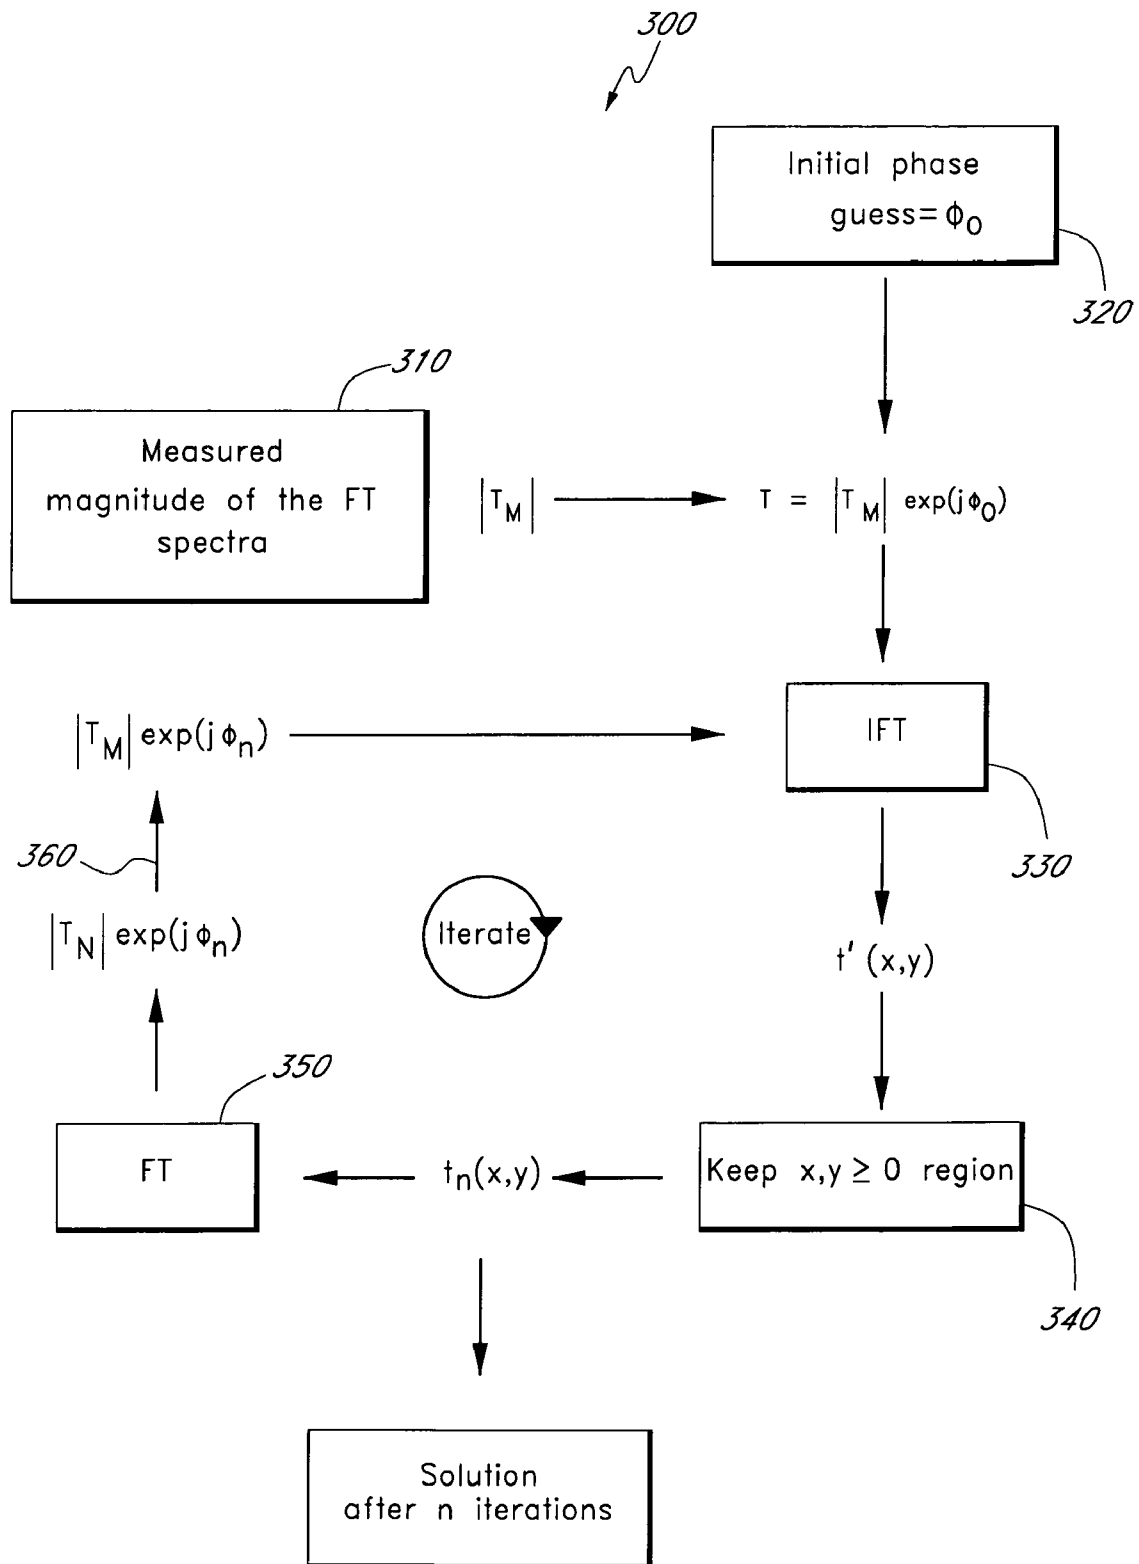 300
Initial phase
guess=ϕ0
320
310
Measured
magnitude of the FT
spectra
|TM|
T = |TM| exp(jϕ0)
|TM| exp(jϕn)
IFT
330
360
|TN| exp(jϕn)
Iterate
t'(x,y)
350
FT
tn(x,y)
Keep x,y ≥ 0 region
340
Solution
after n iterations